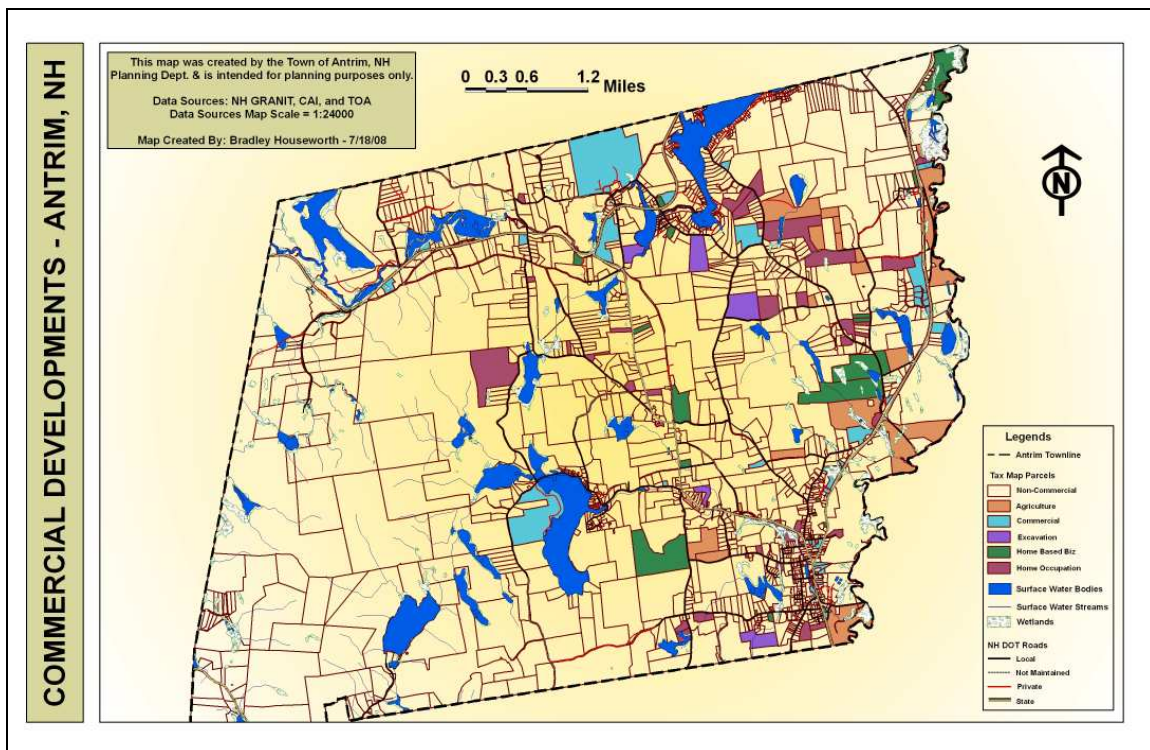 COMMERCIAL DEVELOPMENTS - ANTRIM, NH
This map was created by the Town of Antrim, NH
Planning Dept. & is intended for planning purposes only.
Data Sources: NH GRANIT, CAI, and TOA
Data Sources Map Scale = 1:24000
Map Created By: Bradley Houseworth - 7/18/08
0 0.3 0.6 1.2 Miles
N
Legends
Antrim Townline
Tax Map Parcels
Non-Commercial
Agriculture
Commercial
Excavation
Home Based Biz
Home Occupation
Surface Water Bodies
Surface Water Streams
Wetlands
NH DOT Roads
Local
Not Maintained
Private
State